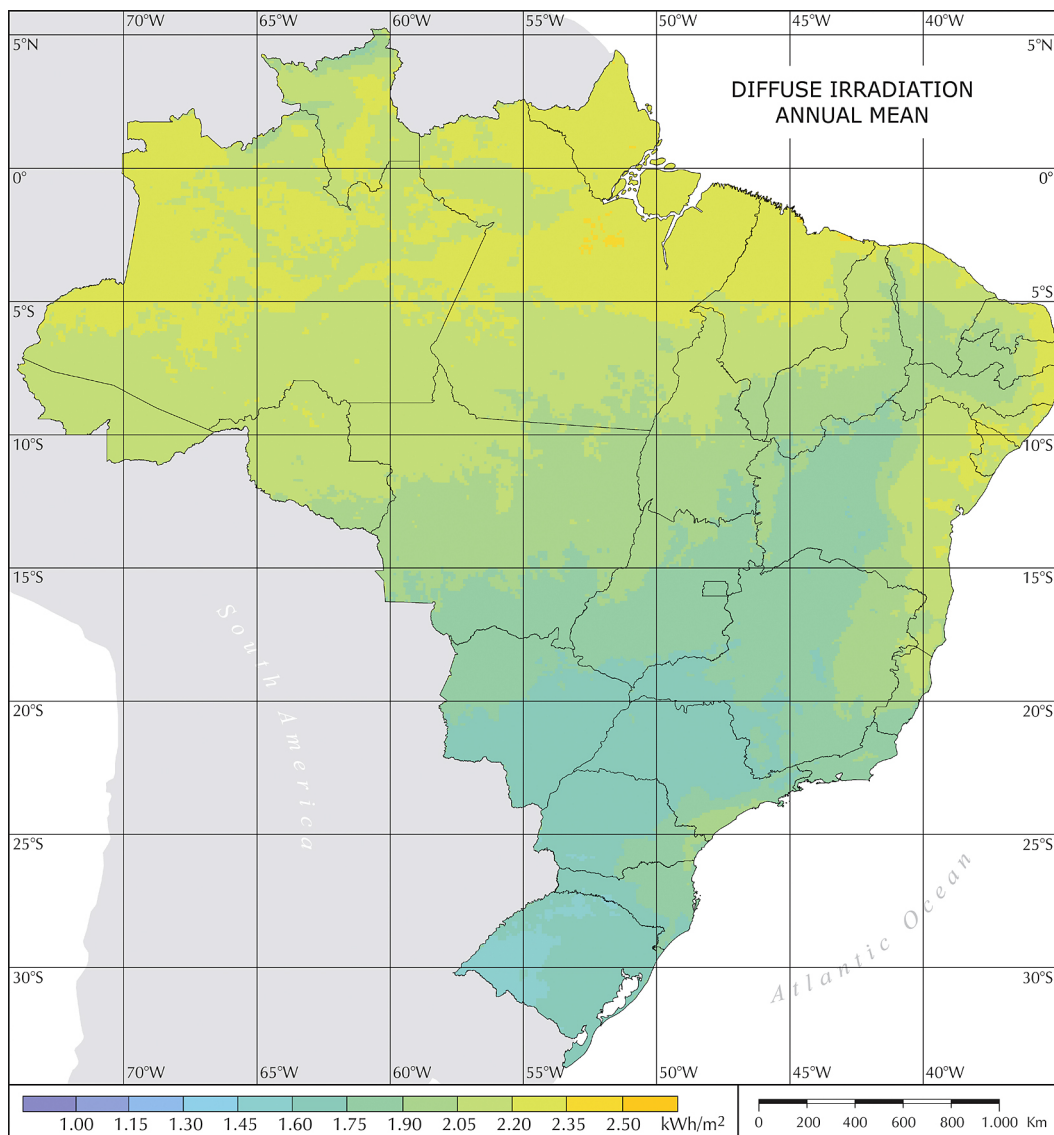 70°W 65°W 60°W 55°W 50°W 45°W 40°W
5°N 5°N
DIFFUSE IRRADIATION
ANNUAL MEAN
0° 0°
5°S 5°S
10°S 10°S
15°S 15°S
South America
20°S 20°S
25°S 25°S
Atlantic Ocean
30°S 30°S
70°W 65°W 60°W 55°W 50°W 45°W 40°W
1.00 1.15 1.30 1.45 1.60 1.75 1.90 2.05 2.20 2.35 2.50 kWh/m²
0 200 400 600 800 1.000 Km